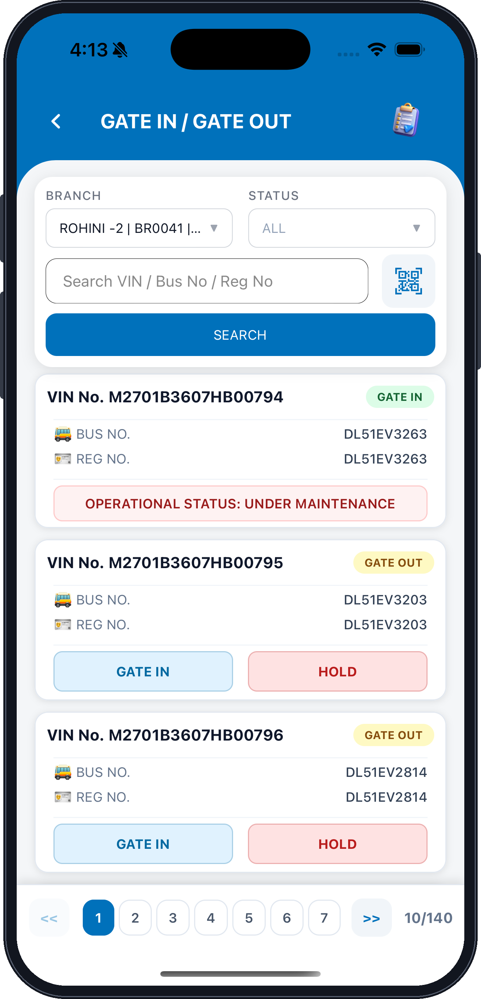 4:13
GATE IN / GATE OUT
BRANCH STATUS
ROHINI -2 | BR0041 |... ▼ ALL ▼
Search VIN / Bus No / Reg No
SEARCH
VIN No. M2701B3607HB00794 GATE IN
BUS NO. DL51EV3263
REG NO. DL51EV3263
OPERATIONAL STATUS: UNDER MAINTENANCE
VIN No. M2701B3607HB00795 GATE OUT
BUS NO. DL51EV3203
REG NO. DL51EV3203
GATE IN HOLD
VIN No. M2701B3607HB00796 GATE OUT
BUS NO. DL51EV2814
REG NO. DL51EV2814
GATE IN HOLD
<< 1 2 3 4 5 6 7 >> 10/140